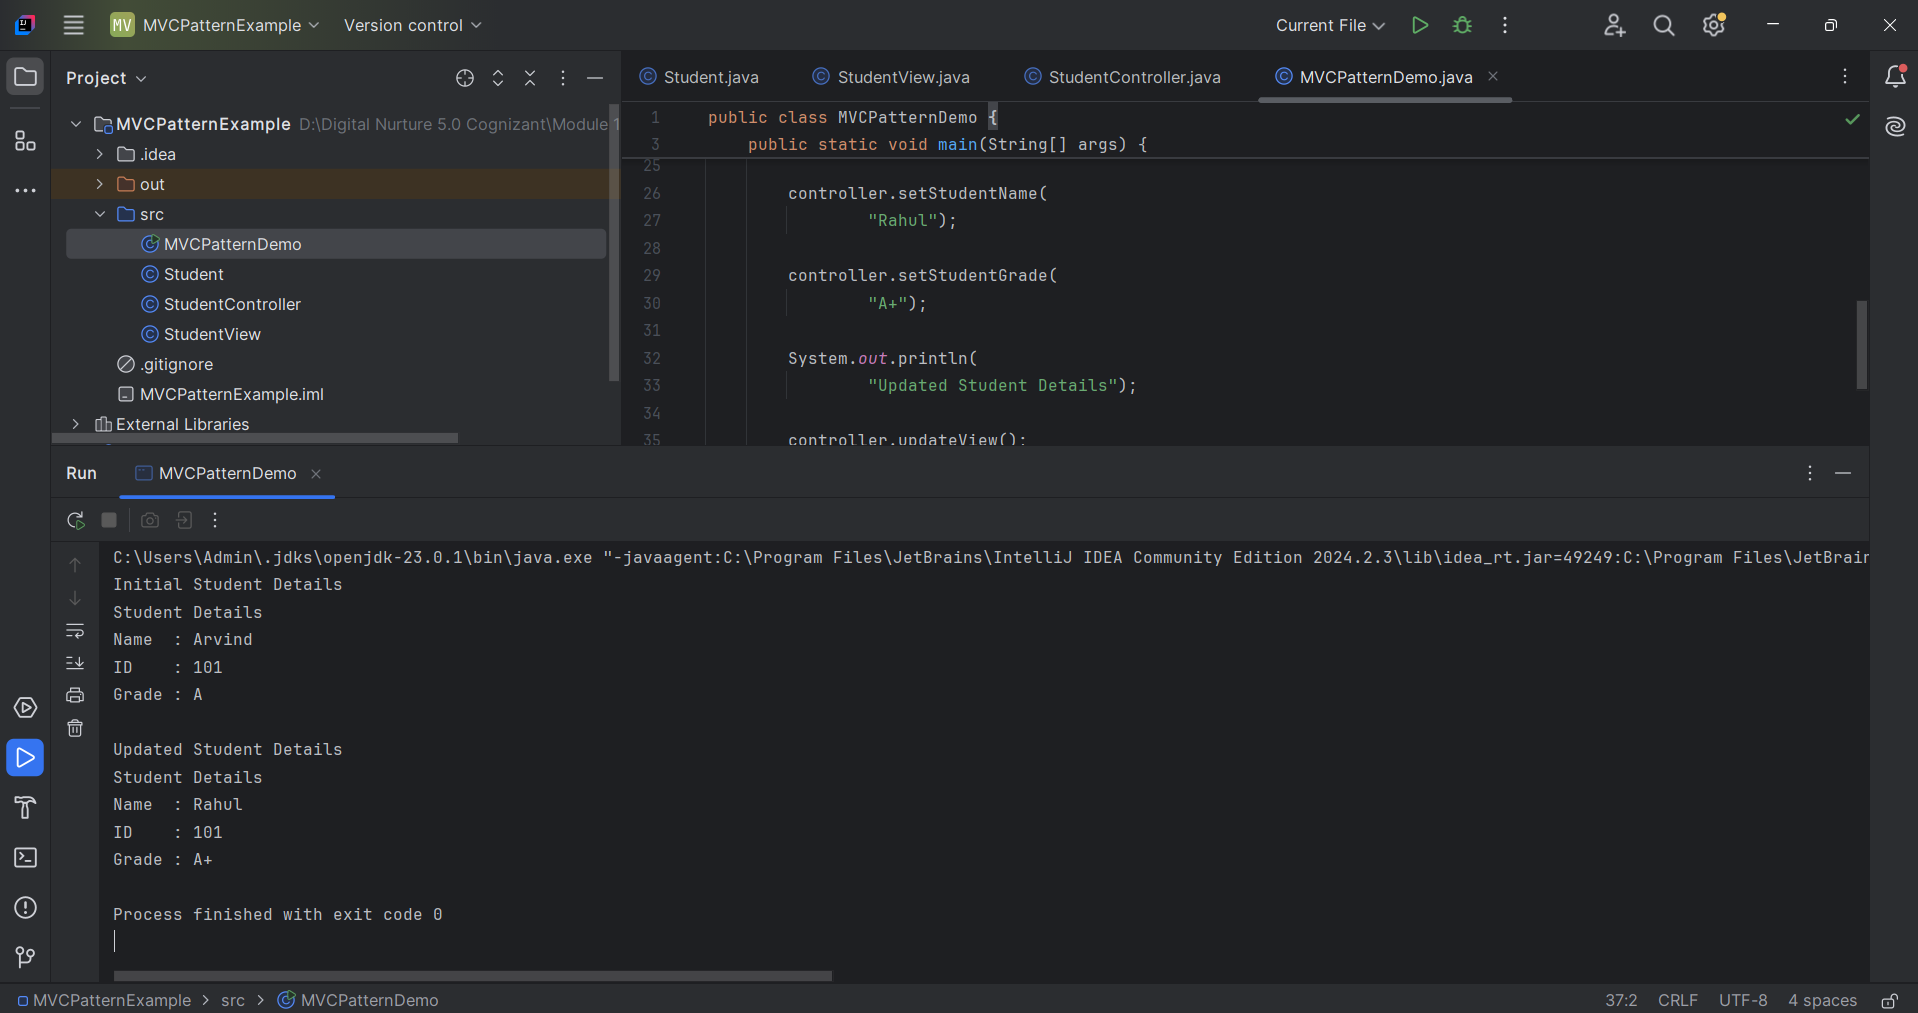 MV MVCPatternExample Version control Current File
Project
MVCPatternExample D:\Digital Nurture 5.0 Cognizant\Module 1
.idea
out
src
MVCPatternDemo
Student
StudentController
StudentView
.gitignore
MVCPatternExample.iml
External Libraries
Student.java StudentView.java StudentController.java MVCPatternDemo.java
1 public class MVCPatternDemo {
3 public static void main(String[] args) {
25
26 controller.setStudentName(
27 "Rahul");
28
29 controller.setStudentGrade(
30 "A+");
31
32 System.out.println(
33 "Updated Student Details");
34
35 controller.updateView();
Run MVCPatternDemo
C:\Users\Admin\.jdks\openjdk-23.0.1\bin\java.exe "-javaagent:C:\Program Files\JetBrains\IntelliJ IDEA Community Edition 2024.2.3\lib\idea_rt.jar=49249:C:\Program Files\JetBrain
Initial Student Details
Student Details
Name  : Arvind
ID    : 101
Grade : A
Updated Student Details
Student Details
Name  : Rahul
ID    : 101
Grade : A+
Process finished with exit code 0
MVCPatternExample > src > MVCPatternDemo 37:2 CRLF UTF-8 4 spaces